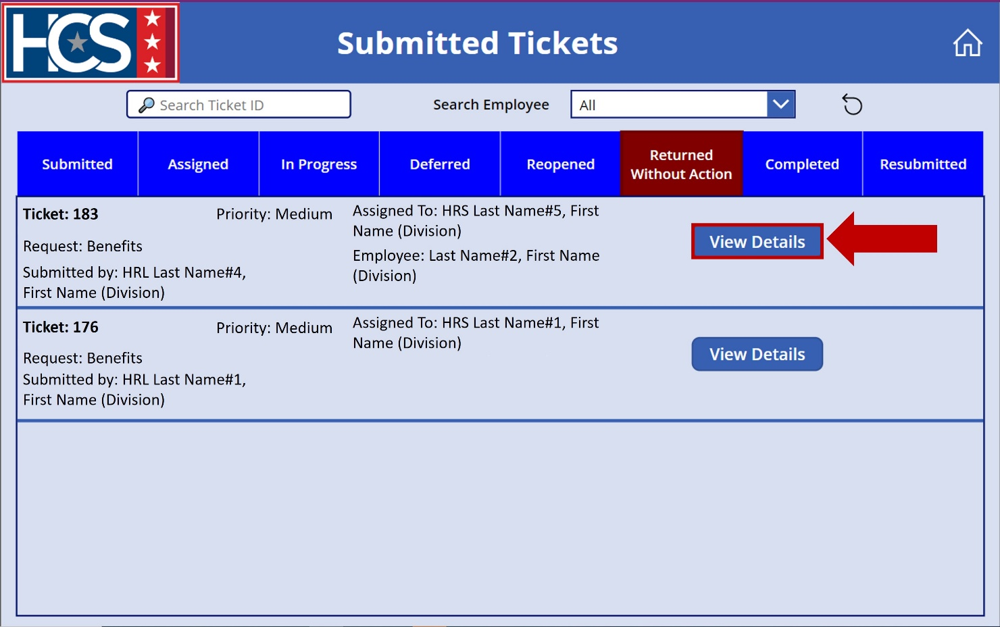 HCS
Submitted Tickets
Search Ticket ID
Search Employee
All
Submitted
Assigned
In Progress
Deferred
Reopened
Returned
Without Action
Completed
Resubmitted
Ticket: 183
Priority: Medium
Request: Benefits
Submitted by: HRL Last Name#4,
First Name (Division)
Assigned To: HRS Last Name#5, First
Name (Division)
Employee: Last Name#2, First Name
(Division)
View Details
Ticket: 176
Priority: Medium
Request: Benefits
Submitted by: HRL Last Name#1,
First Name (Division)
Assigned To: HRS Last Name#1, First
Name (Division)
View Details